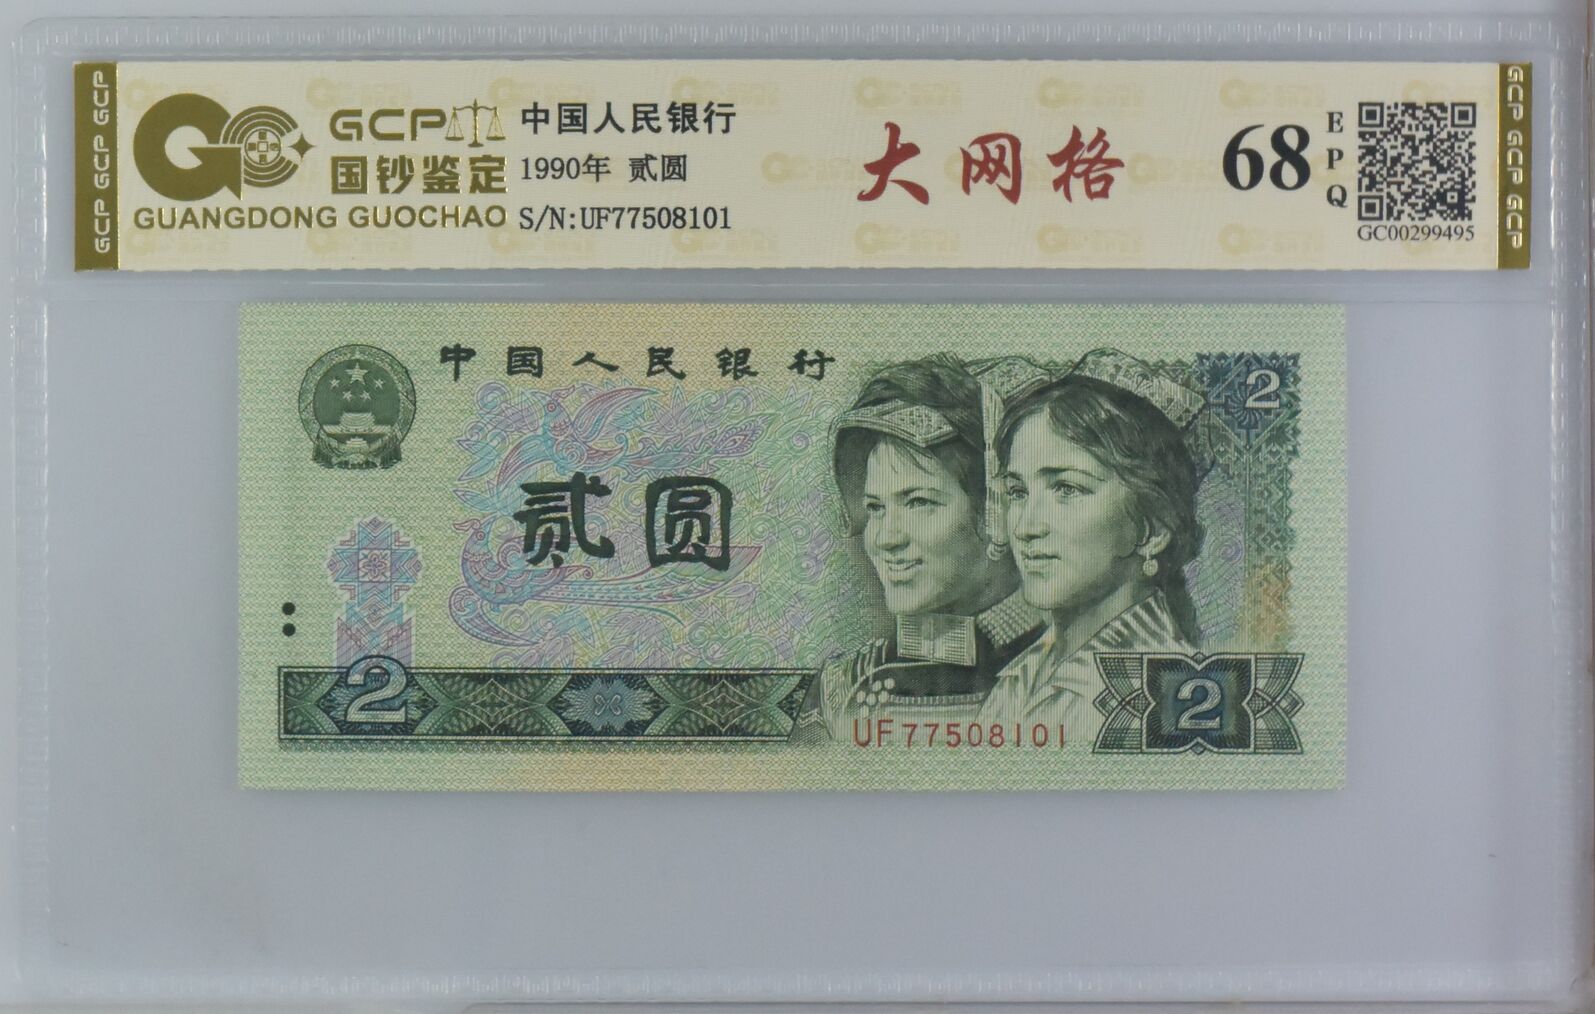 GCP GCP GCP
GCP
国钞鉴定
GUANGDONG GUOCHAO
中国人民银行
1990年 贰圆
S/N:UF77508101
大网格
68
EPQ
GC00299495
GCP GCP GCP
中国人民银行
2
贰圆
2
2
UF77508101